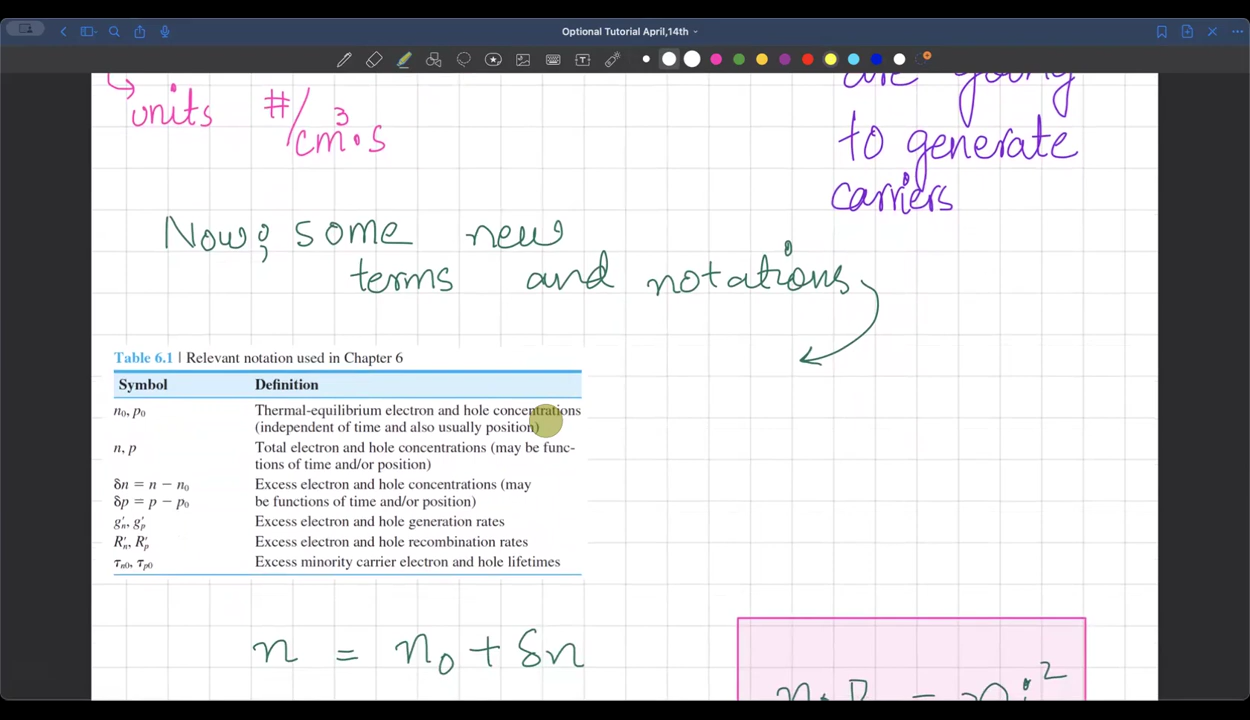 Optional Tutorial April,14th
are going
units #/cm³•s
to generate
carriers
Now; some new
terms and notations
Table 6.1 | Relevant notation used in Chapter 6
Symbol Definition
n₀, p₀ Thermal-equilibrium electron and hole concentrations
(independent of time and also usually position)
n, p Total electron and hole concentrations (may be func-
tions of time and/or position)
δn = n − n₀ Excess electron and hole concentrations (may
δp = p − p₀ be functions of time and/or position)
g′ₙ, g′ₚ Excess electron and hole generation rates
R′ₙ, R′ₚ Excess electron and hole recombination rates
τₙ₀, τₚ₀ Excess minority carrier electron and hole lifetimes
n = n₀ + δn